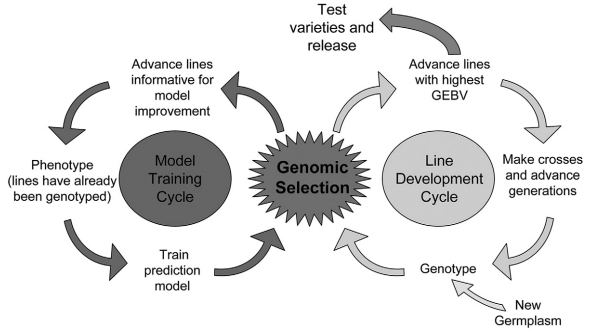 Test
varieties and
release
Advance lines
informative for
model
improvement
Advance lines
with highest
GEBV
Phenotype
(lines have already
been genotyped)
Model
Training
Cycle
Genomic
Selection
Line
Development
Cycle
Make crosses
and advance
generations
Train
prediction
model
Genotype
New
Germplasm